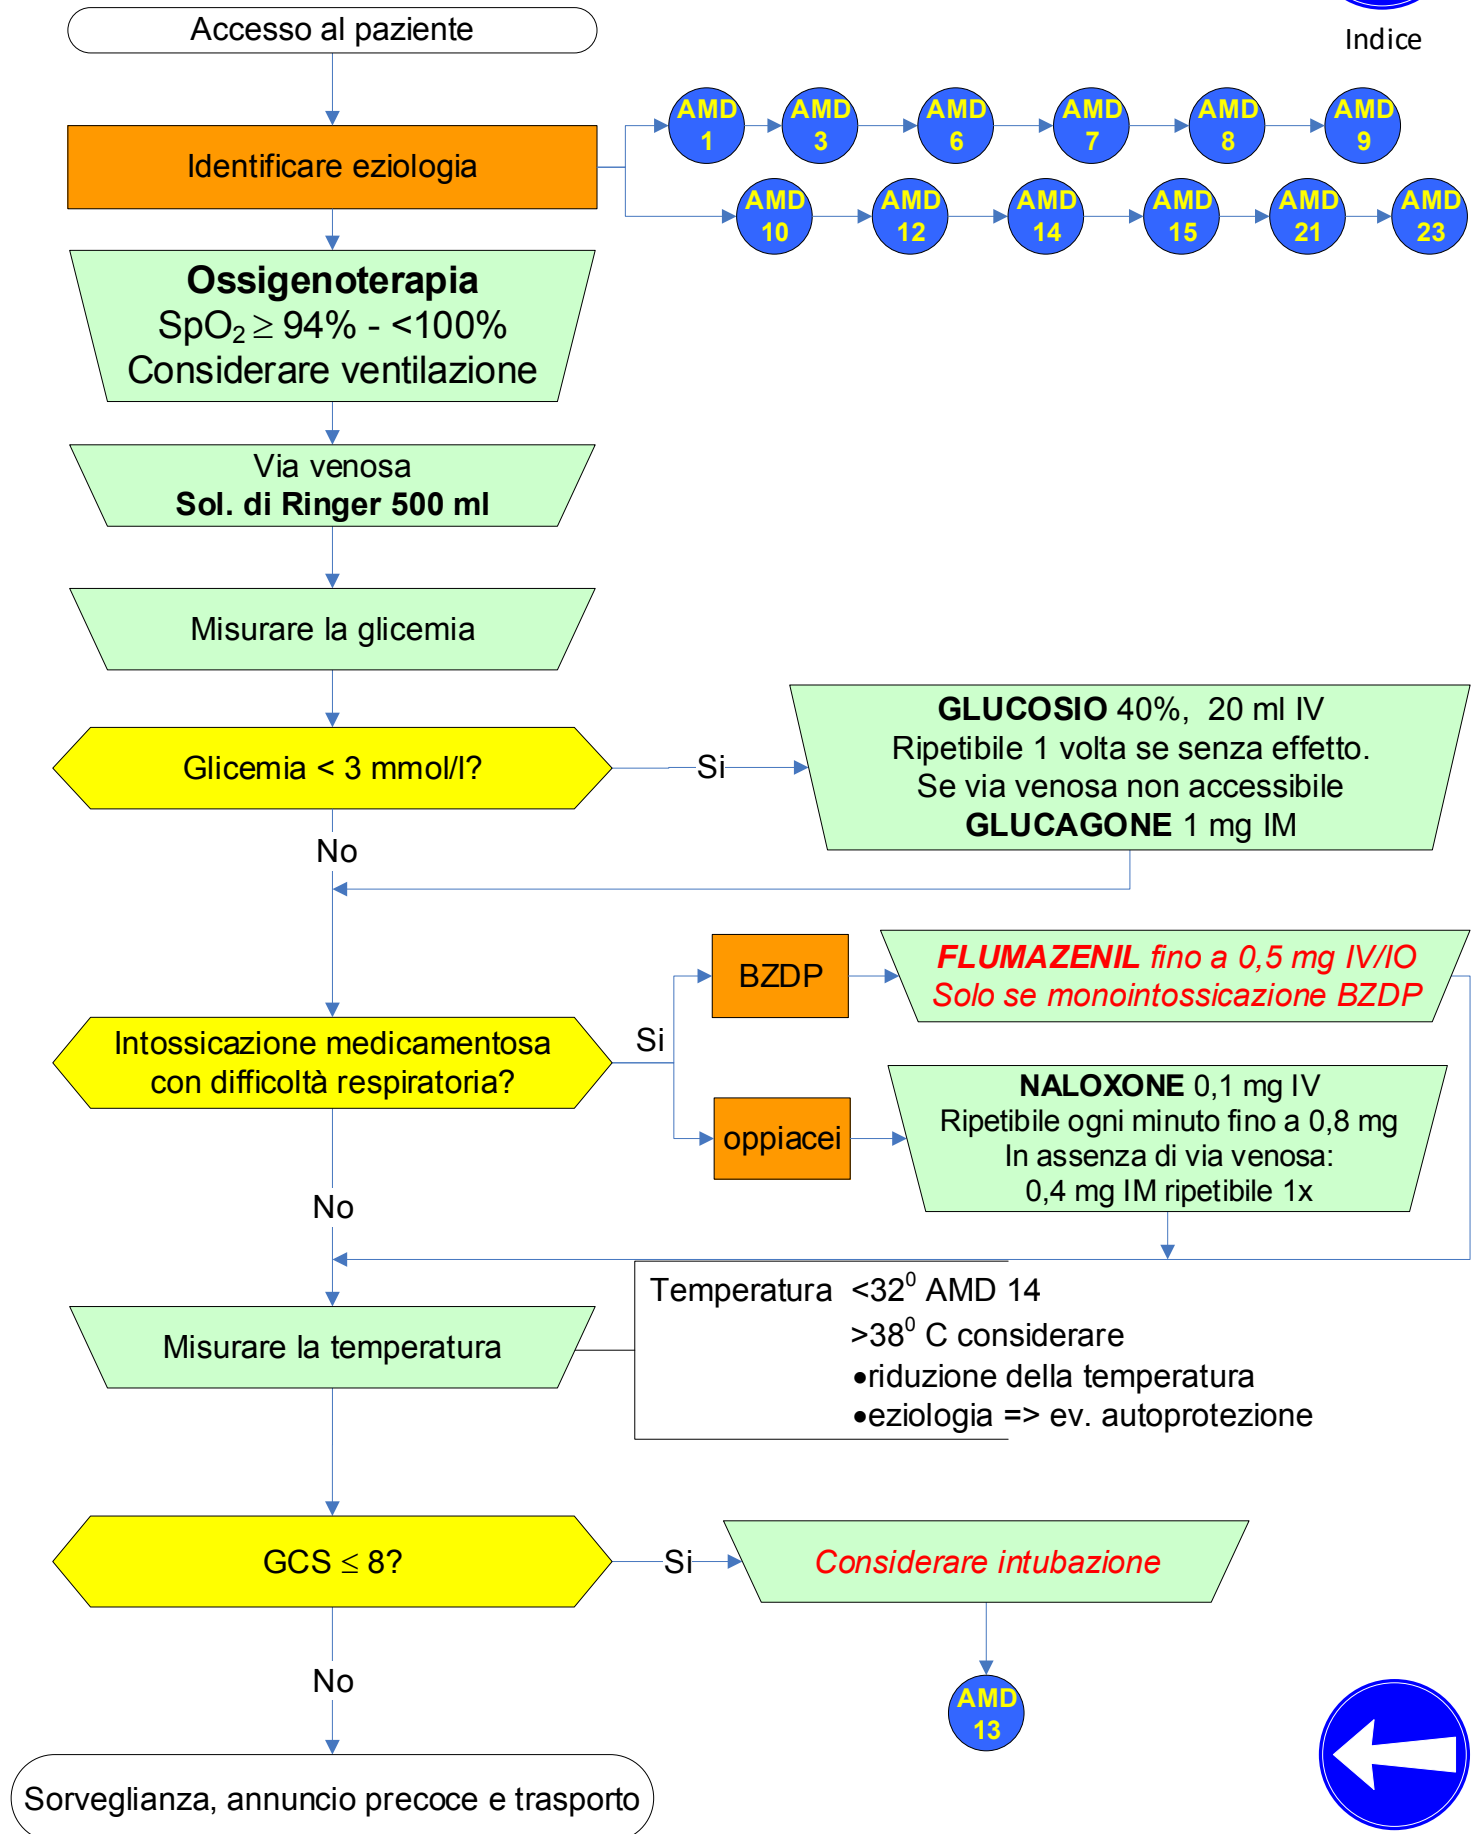 Accesso al paziente
Indice
Identificare eziologia
AMD
1
AMD
3
AMD
6
AMD
7
AMD
8
AMD
9
AMD
10
AMD
12
AMD
14
AMD
15
AMD
21
AMD
23
Ossigenoterapia
SpO₂ ≥ 94% - <100%
Considerare ventilazione
Via venosa
Sol. di Ringer 500 ml
Misurare la glicemia
Glicemia < 3 mmol/l?
Si
GLUCOSIO 40%, 20 ml IV
Ripetibile 1 volta se senza effetto.
Se via venosa non accessibile
GLUCAGONE 1 mg IM
No
Intossicazione medicamentosa
con difficoltà respiratoria?
Si
BZDP
FLUMAZENIL fino a 0,5 mg IV/IO
Solo se monointossicazione BZDP
oppiacei
NALOXONE 0,1 mg IV
Ripetibile ogni minuto fino a 0,8 mg
In assenza di via venosa:
0,4 mg IM ripetibile 1x
No
Misurare la temperatura
Temperatura <32⁰ AMD 14
>38⁰ C considerare
•riduzione della temperatura
•eziologia => ev. autoprotezione
GCS ≤ 8?
Si
Considerare intubazione
AMD
13
No
Sorveglianza, annuncio precoce e trasporto